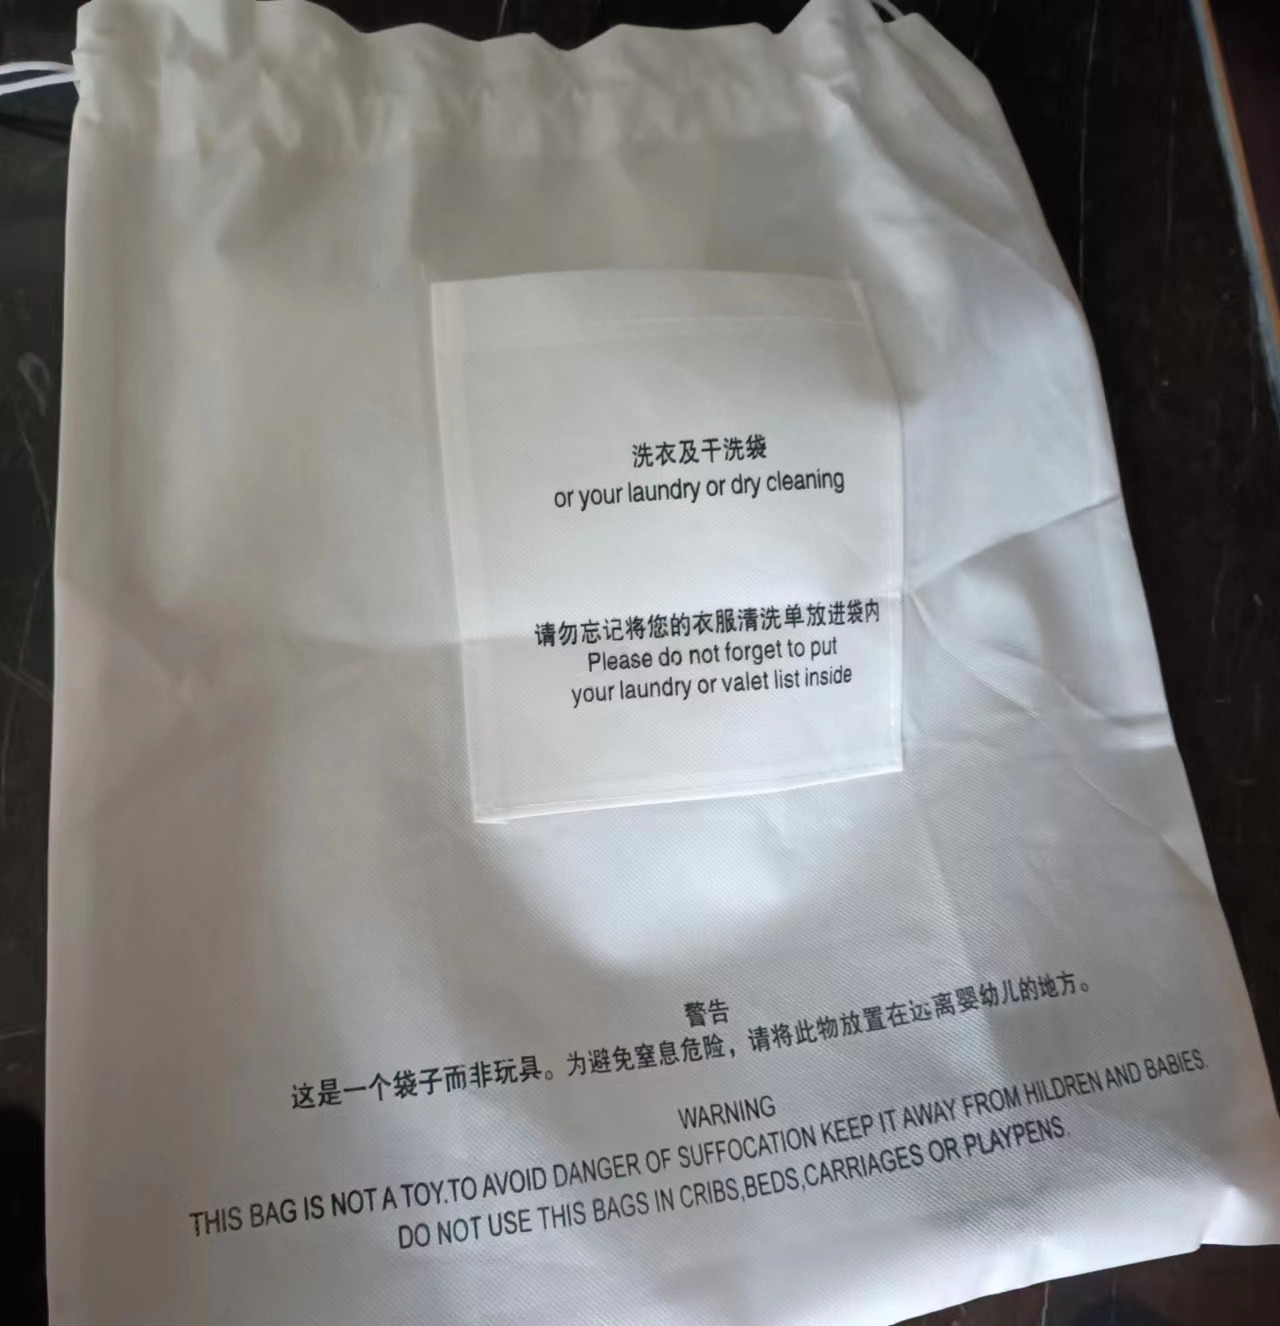 洗衣及干洗袋
or your laundry or dry cleaning
请勿忘记将您的衣服清洗单放进袋内
Please do not forget to put
your laundry or valet list inside
警告
这是一个袋子而非玩具。为避免窒息危险，请将此物放置在远离婴幼儿的地方。
WARNING
THIS BAG IS NOT A TOY.TO AVOID DANGER OF SUFFOCATION KEEP IT AWAY FROM HILDREN AND BABIES.
DO NOT USE THIS BAGS IN CRIBS,BEDS,CARRIAGES OR PLAYPENS.